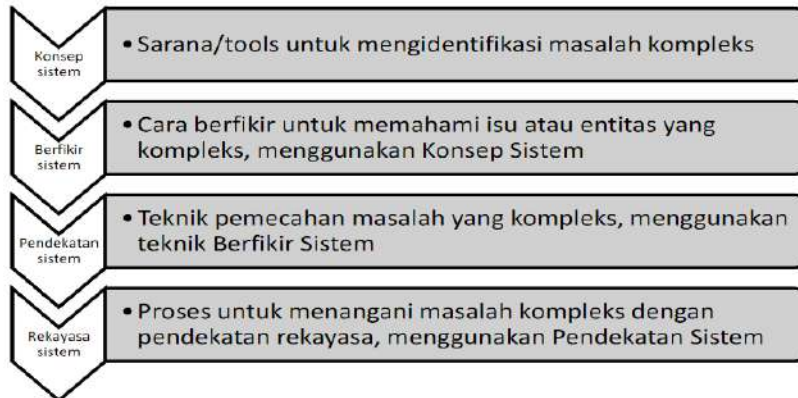 Konsep
sistem
• Sarana/tools untuk mengidentifikasi masalah kompleks
Berfikir
sistem
• Cara berfikir untuk memahami isu atau entitas yang
kompleks, menggunakan Konsep Sistem
Pendekatan
sistem
• Teknik pemecahan masalah yang kompleks, menggunakan
teknik Berfikir Sistem
Rekayasa
sistem
• Proses untuk menangani masalah kompleks dengan
pendekatan rekayasa, menggunakan Pendekatan Sistem